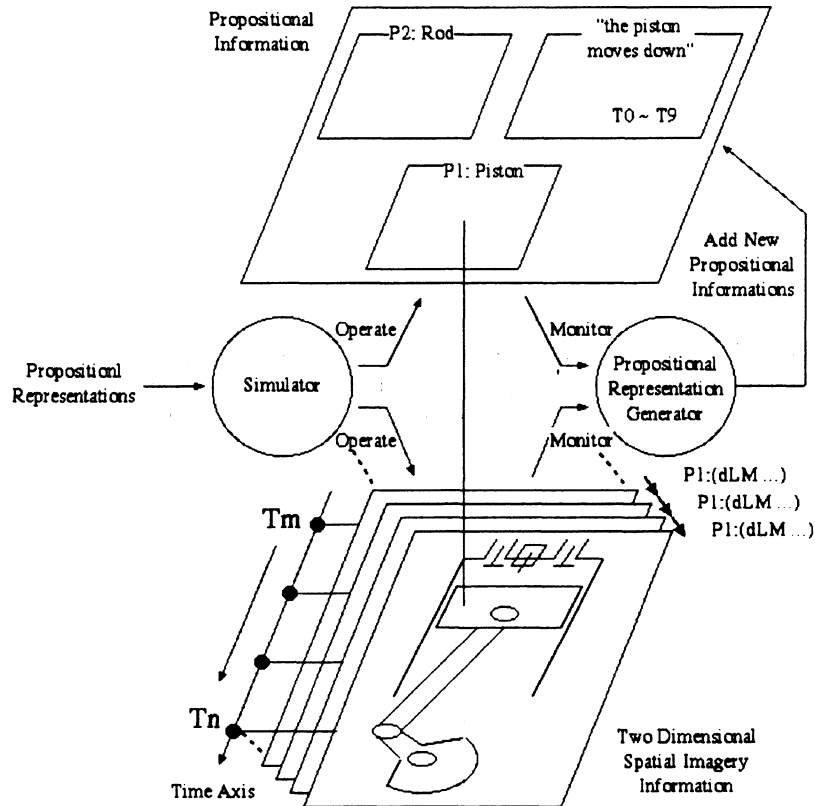 Propositional
Information
P2: Rod
"the piston
moves down"
T0 ~ T9
P1: Piston
Add New
Propositional
Informations
Operate
Monitor
Propositionl
Representations
Simulator
Propositional
Representation
Generator
Operate
Monitor
P1:(dLM ...)
P1:(dLM ...)
P1:(dLM ...)
Tm
Tn
Time Axis
Two Dimensional
Spatial Imagery
Information